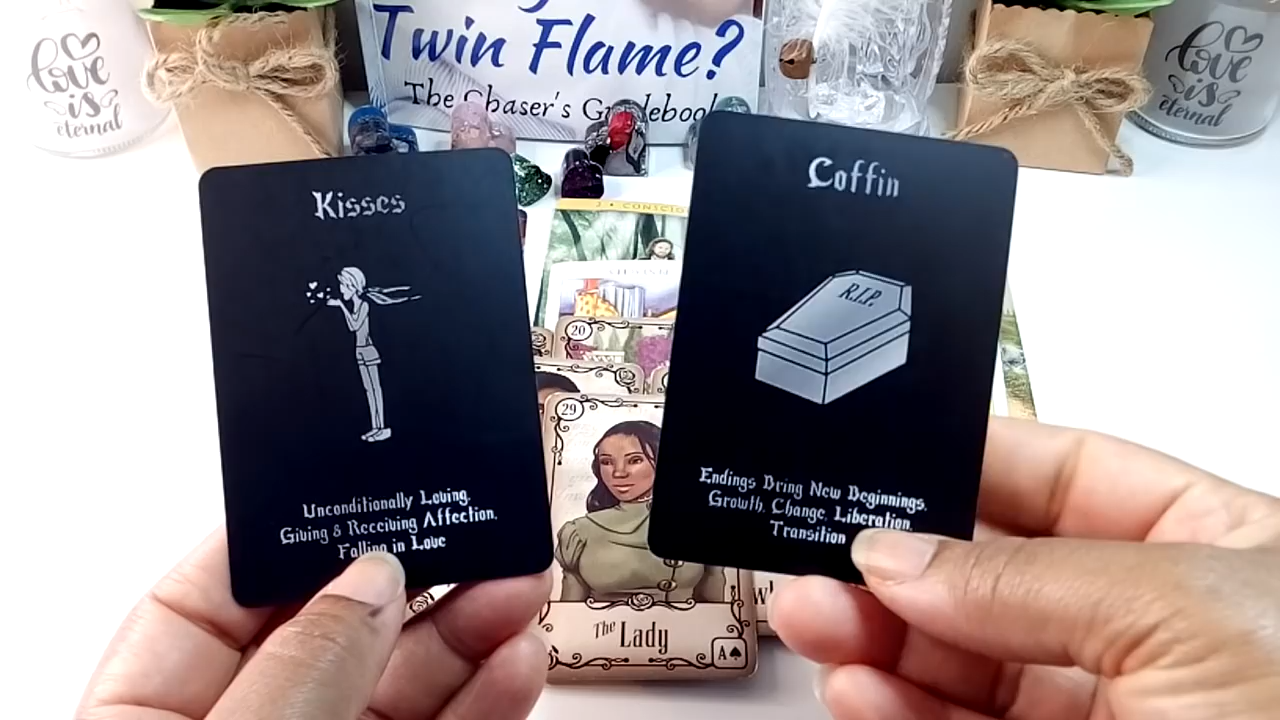 Twin Flame?
The Chaser's Guidebook
love
is
eternal
love
is
eternal
Kisses
Unconditionally Loving.
Giving & Receiving Affection.
Falling in Love
Coffin
R.I.P.
Endings Bring New Beginnings.
Growth. Change. Liberation.
Transition
20
29
The Lady
A♠